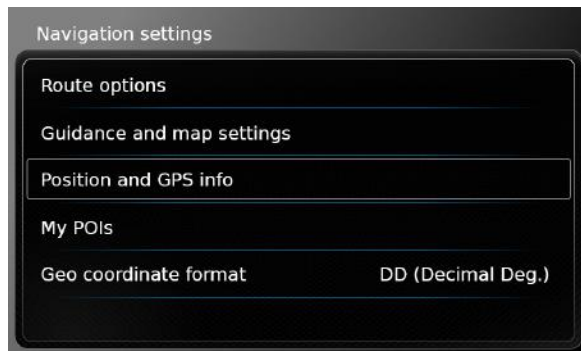 Navigation settings
Route options
Guidance and map settings
Position and GPS info
My POIs
Geo coordinate format DD (Decimal Deg.)